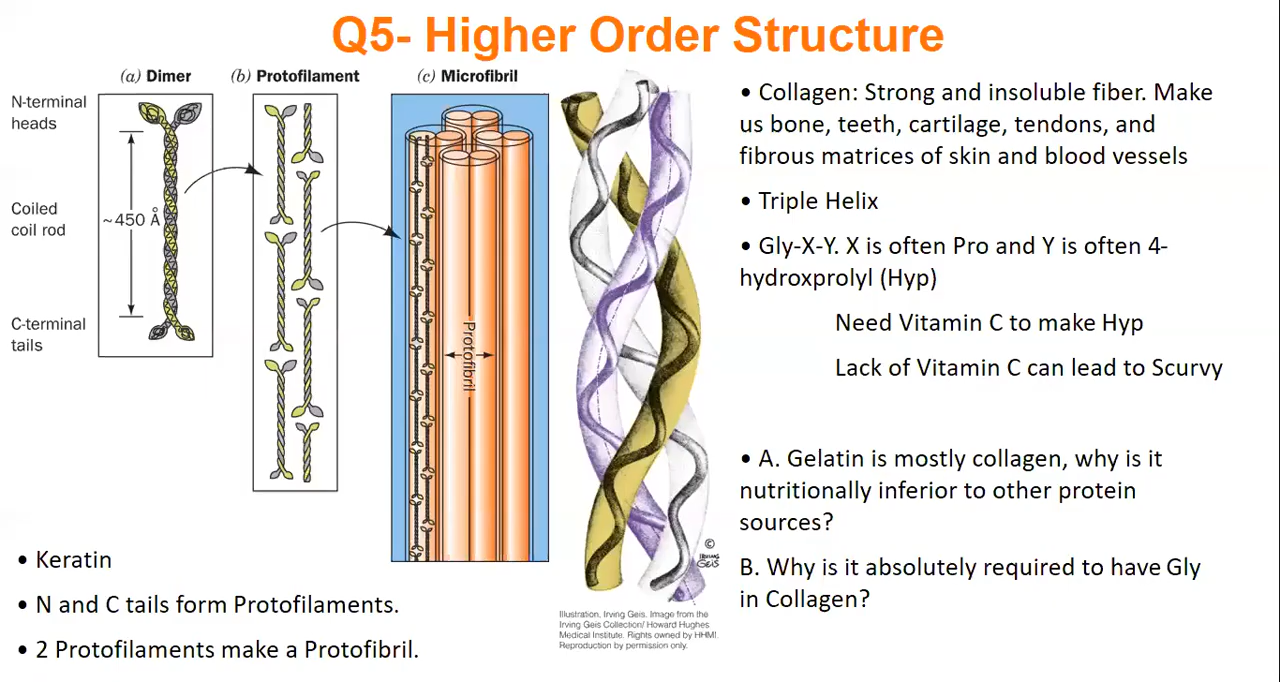 Q5- Higher Order Structure
(a) Dimer
(b) Protofilament
(c) Microfibril
N-terminal
heads
Coiled
coil rod
~450 Å
C-terminal
tails
Protofibril
• Keratin
• N and C tails form Protofilaments.
• 2 Protofilaments make a Protofibril.
©
IRVING
GEIS
Illustration, Irving Geis. Image from the
Irving Geis Collection/ Howard Hughes
Medical Institute. Rights owned by HHMI.
Reproduction by permission only.
• Collagen: Strong and insoluble fiber. Make
us bone, teeth, cartilage, tendons, and
fibrous matrices of skin and blood vessels
• Triple Helix
• Gly-X-Y. X is often Pro and Y is often 4-
hydroxprolyl (Hyp)
Need Vitamin C to make Hyp
Lack of Vitamin C can lead to Scurvy
• A. Gelatin is mostly collagen, why is it
nutritionally inferior to other protein
sources?
B. Why is it absolutely required to have Gly
in Collagen?